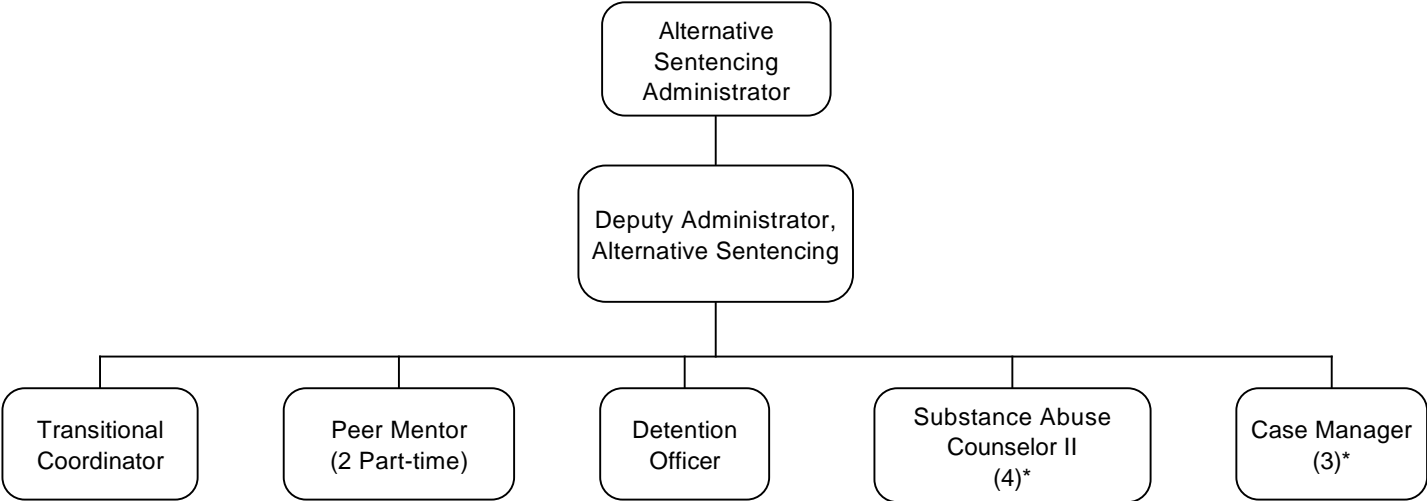 Alternative
Sentencing
Administrator
Deputy Administrator,
Alternative Sentencing
Transitional
Coordinator
Peer Mentor
(2 Part-time)
Detention
Officer
Substance Abuse
Counselor II
(4)*
Case Manager
(3)*